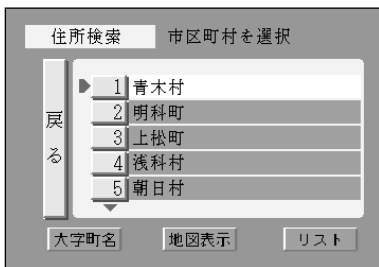 住所検索 市区町村を選択
戻る
1 青木村
2 明科町
3 上松町
4 浅科村
5 朝日村
大字町名 地図表示 リスト